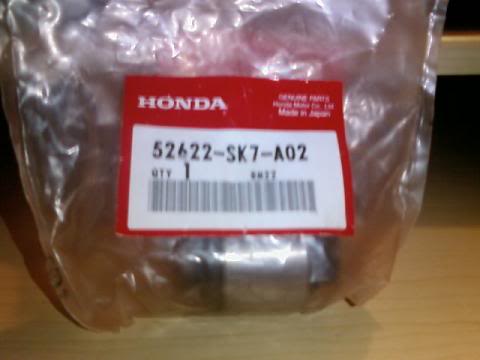 HONDA
GENUINE PARTS
Honda Motor Co., Ltd.
Made in Japan
52622-SK7-A02
QTY 1